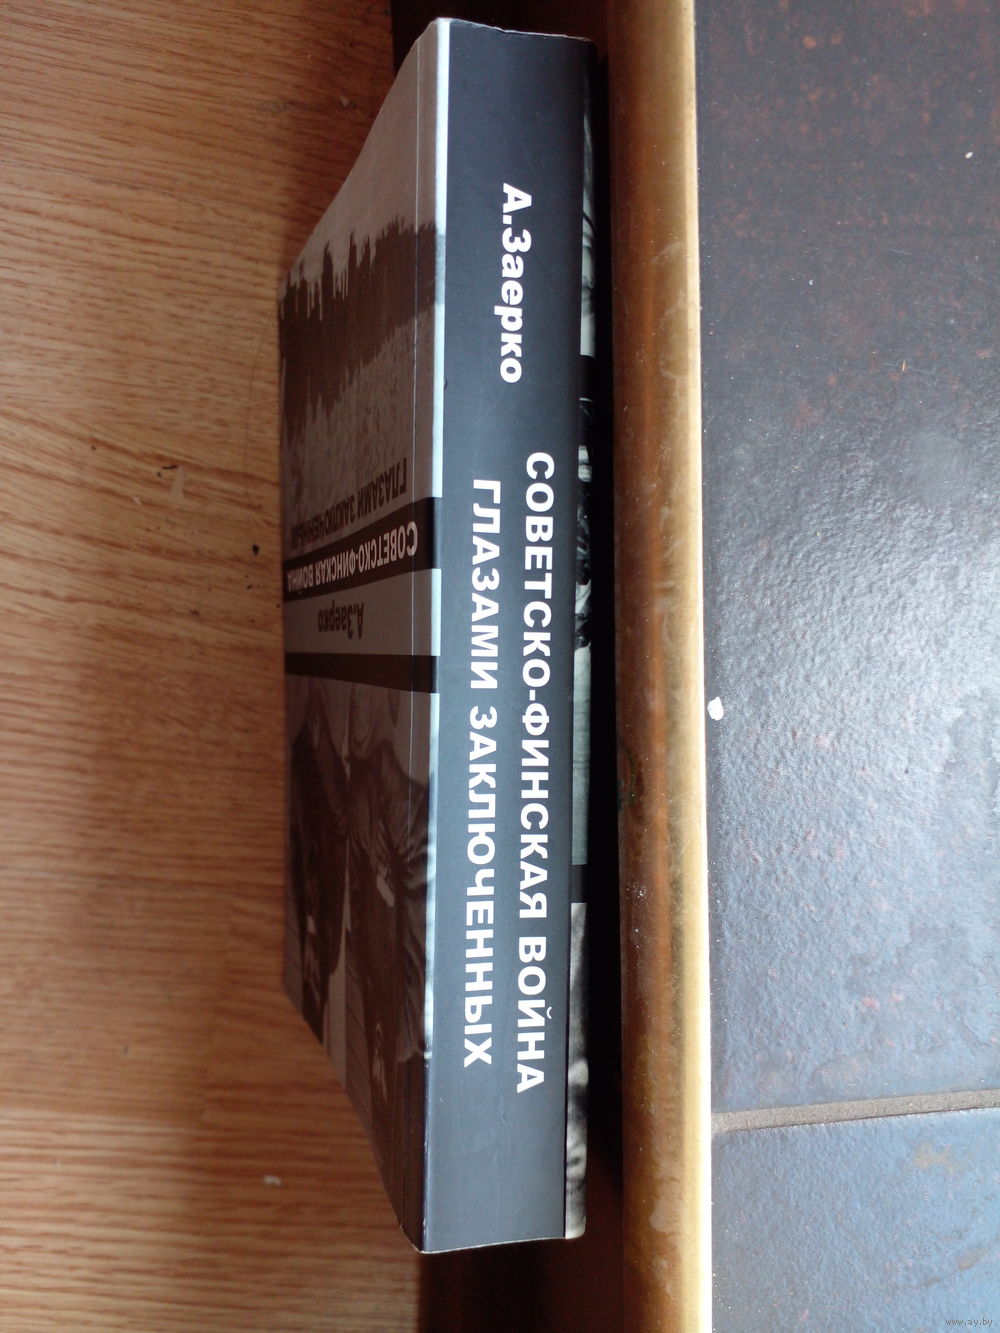 А.Заерко
СОВЕТСКО-ФИНСКАЯ ВОЙНА
ГЛАЗАМИ ЗАКЛЮЧЕННЫХ
А.Заерко
СОВЕТСКО-ФИНСКАЯ ВОЙНА
ГЛАЗАМИ ЗАКЛЮЧЕННЫХ
www.ay.by